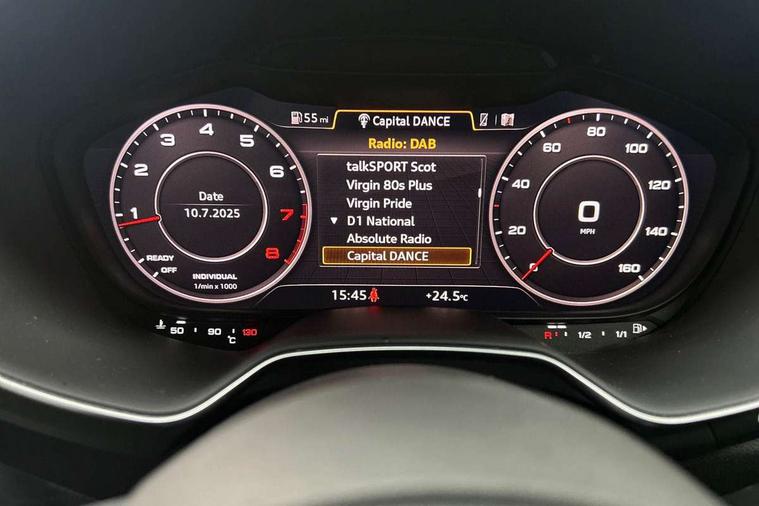 55 mi
Capital DANCE
Radio: DAB
talkSPORT Scot
Virgin 80s Plus
Virgin Pride
D1 National
Absolute Radio
Capital DANCE
1 2 3 4 5 6 7 8
Date
10.7.2025
READY
OFF
INDIVIDUAL
1/min x 1000
0 20 40 60 80 100 120 140 160
0
MPH
15:45
+24.5°C
50 90 130
°C
R 1/2 1/1